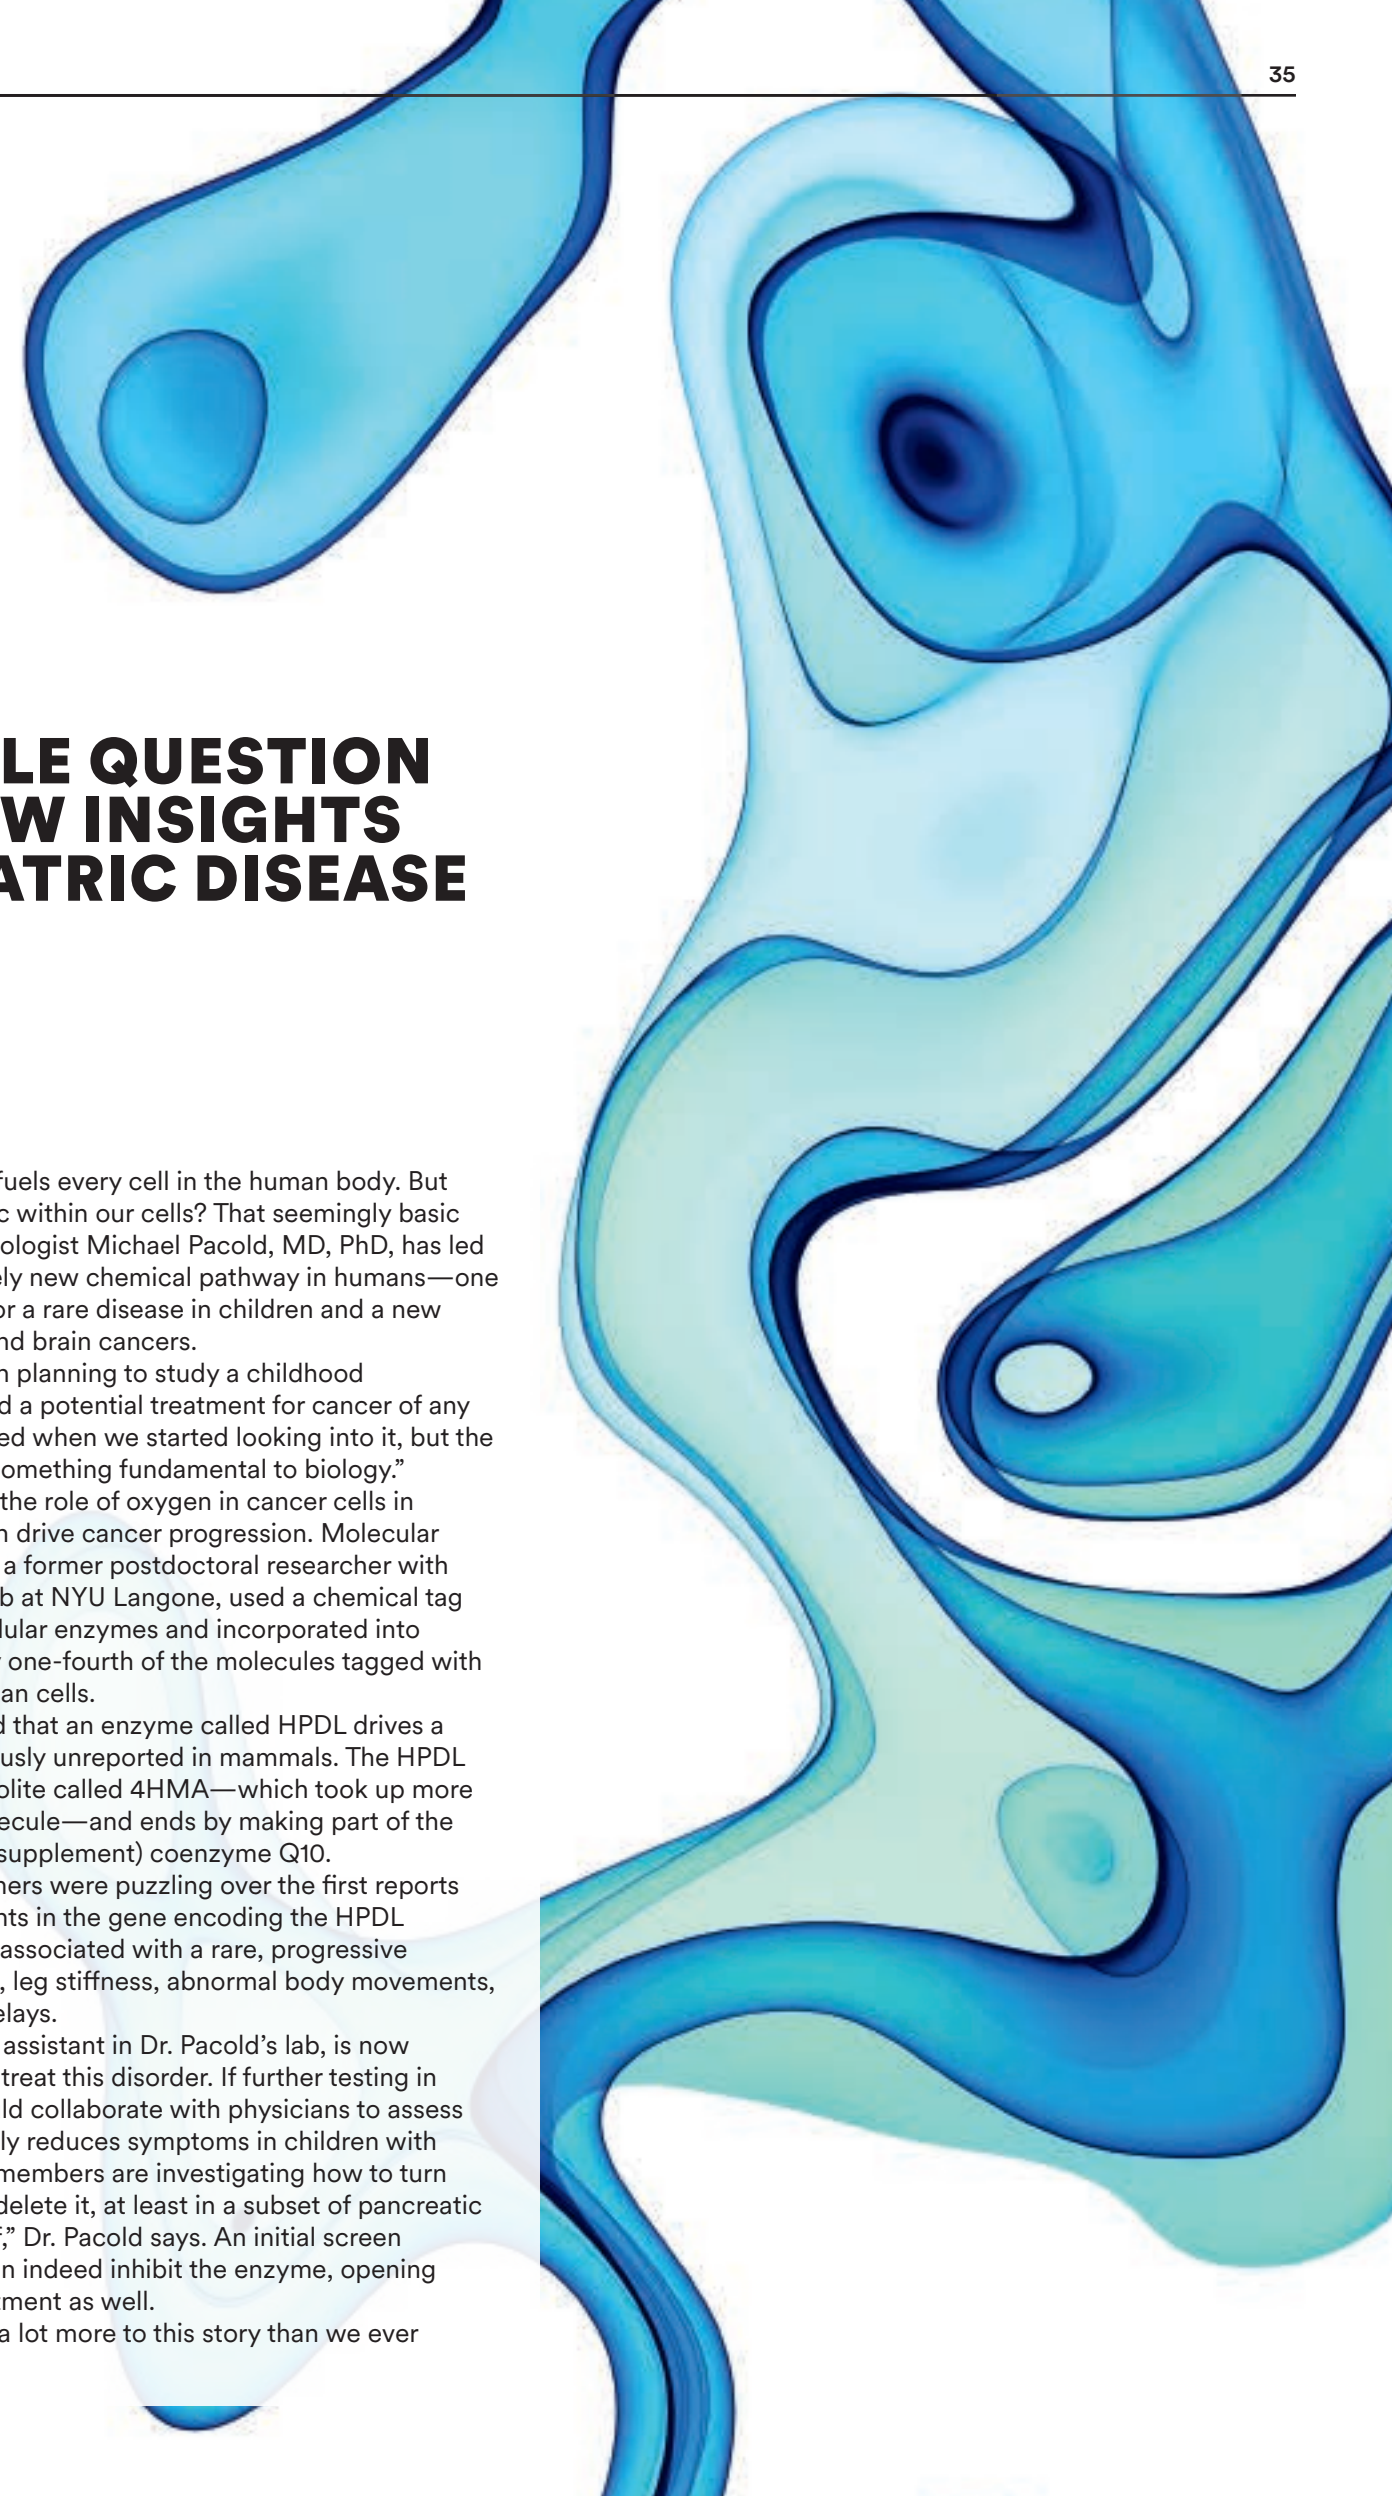 35
LE QUESTION
W INSIGHTS
ATRIC DISEASE
fuels every cell in the human body. But
c within our cells? That seemingly basic
ologist Michael Pacold, MD, PhD, has led
ely new chemical pathway in humans—one
or a rare disease in children and a new
nd brain cancers.
n planning to study a childhood
d a potential treatment for cancer of any
ed when we started looking into it, but the
omething fundamental to biology.”
the role of oxygen in cancer cells in
n drive cancer progression. Molecular
a former postdoctoral researcher with
b at NYU Langone, used a chemical tag
lular enzymes and incorporated into
one-fourth of the molecules tagged with
an cells.
d that an enzyme called HPDL drives a
usly unreported in mammals. The HPDL
olite called 4HMA—which took up more
ecule—and ends by making part of the
supplement) coenzyme Q10.
ners were puzzling over the first reports
nts in the gene encoding the HPDL
associated with a rare, progressive
, leg stiffness, abnormal body movements,
elays.
assistant in Dr. Pacold’s lab, is now
treat this disorder. If further testing in
ld collaborate with physicians to assess
ly reduces symptoms in children with
members are investigating how to turn
delete it, at least in a subset of pancreatic
,” Dr. Pacold says. An initial screen
n indeed inhibit the enzyme, opening
tment as well.
a lot more to this story than we ever